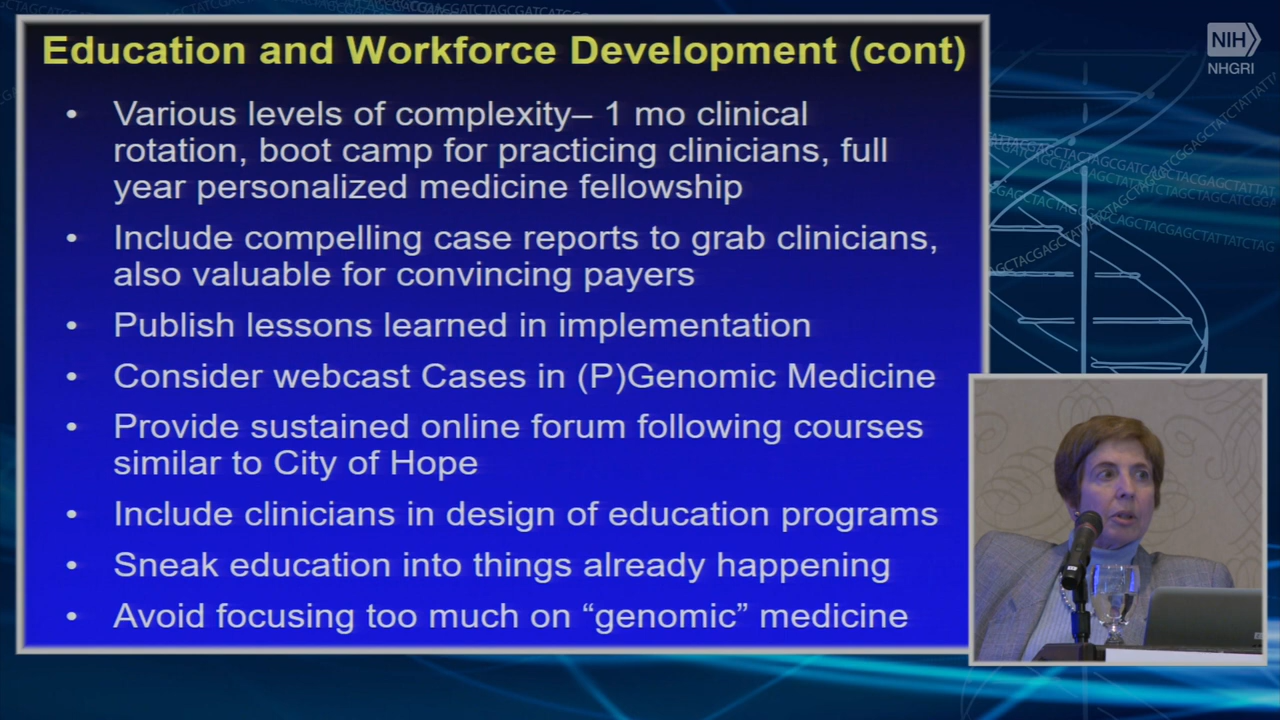 Education and Workforce Development (cont)
• Various levels of complexity– 1 mo clinical
rotation, boot camp for practicing clinicians, full
year personalized medicine fellowship
• Include compelling case reports to grab clinicians,
also valuable for convincing payers
• Publish lessons learned in implementation
• Consider webcast Cases in (P)Genomic Medicine
• Provide sustained online forum following courses
similar to City of Hope
• Include clinicians in design of education programs
• Sneak education into things already happening
• Avoid focusing too much on “genomic” medicine
NIH
NHGRI